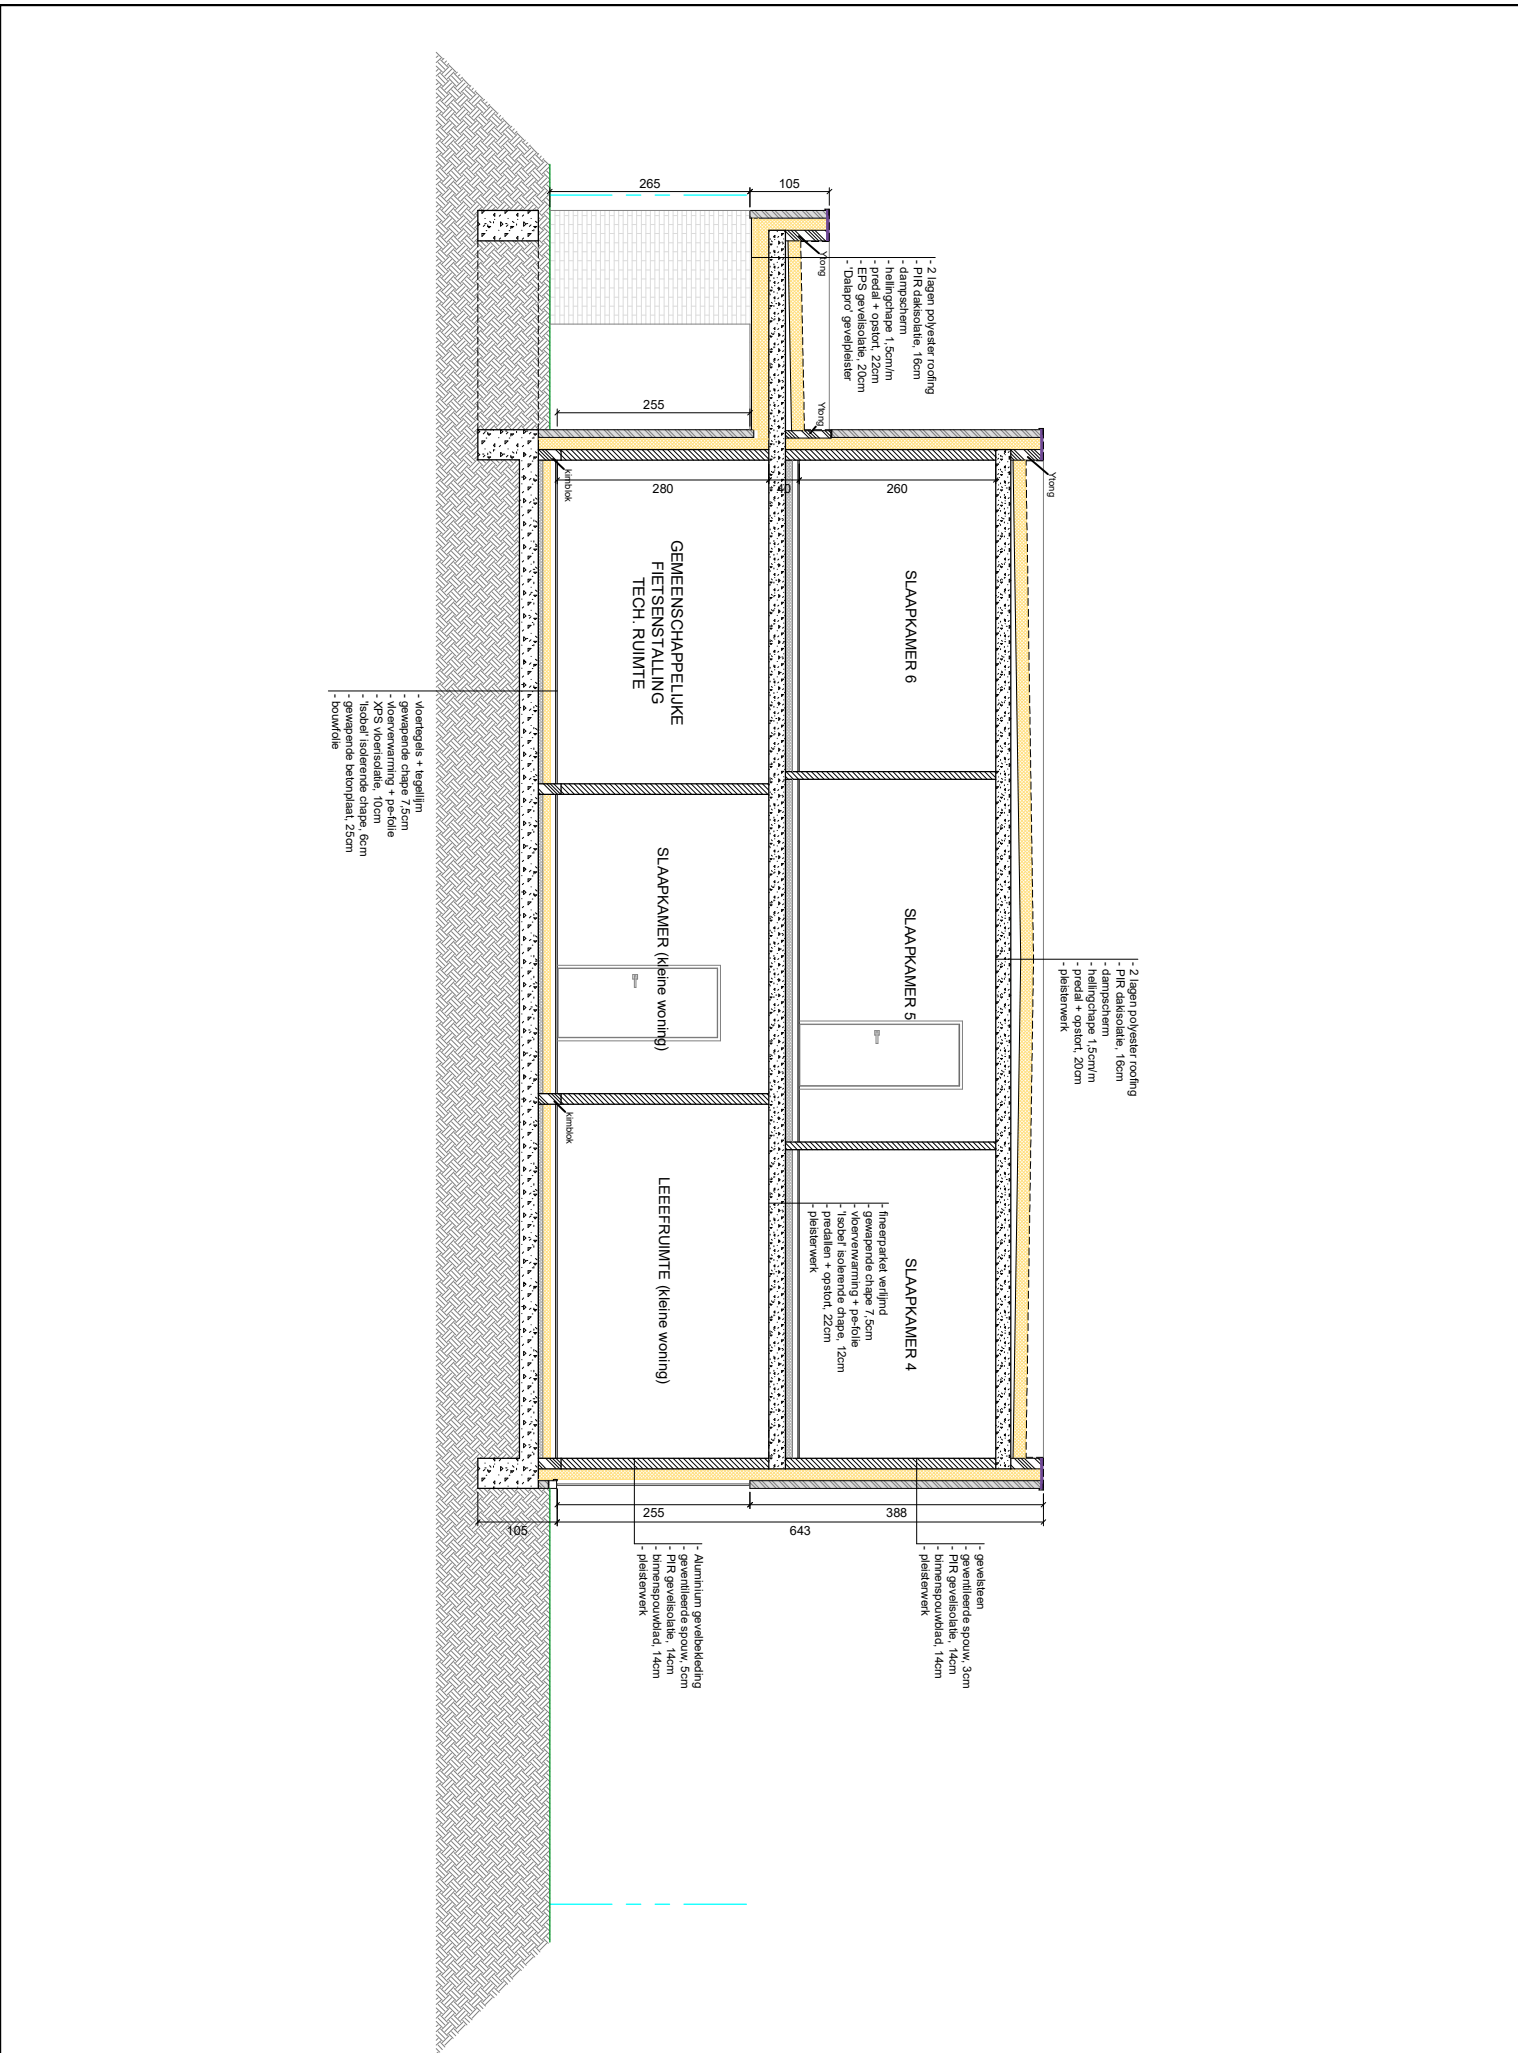 - 2 lagen polyester roofing
- PIR dakisolatie, 16cm
- dampscherm
- hellingchape 1,5cm/m
- predal + opstort, 20cm
- pleisterwerk
- 2 lagen polyester roofing
- PIR dakisolatie, 16cm
- dampscherm
- hellingchape 1,5cm/m
- predal + opstort, 22cm
- EPS gevelisolatie, 20cm
- 'Dalapro' gevelpleister
Ytong
Ytong
Ytong
105
265
255
260
40
280
SLAAPKAMER 6
SLAAPKAMER 5
SLAAPKAMER 4
- fineerparket verlijmd
- gewapende chape 7,5cm
- vloerverwarming + pe-folie
- 'Isobel' isolerende chape, 12cm
- predallen + opstort, 22cm
- pleisterwerk
GEMEENSCHAPPELIJKE
FIETSENSTALLING
TECH. RUIMTE
SLAAPKAMER (kleine woning)
LEEEFRUIMTE (kleine woning)
kimblok
kimblok
388
255
643
105
- gevelsteen
- geventileerde spouw, 3cm
- PIR gevelisolatie, 14cm
- binnenspouwblad, 14cm
- pleisterwerk
- Aluminium gevelbekleding
- geventileerde spouw, 5cm
- PIR gevelisolatie, 14cm
- binnenspouwblad, 14cm
- pleisterwerk
- vloertegels + tegellijm
- gewapende chape 7,5cm
- vloerverwarming + pe-folie
- XPS vloerisolatie, 10cm
- 'Isobel' isolerende chape, 6cm
- gewapende betonplaat, 25cm
- bouwfolie